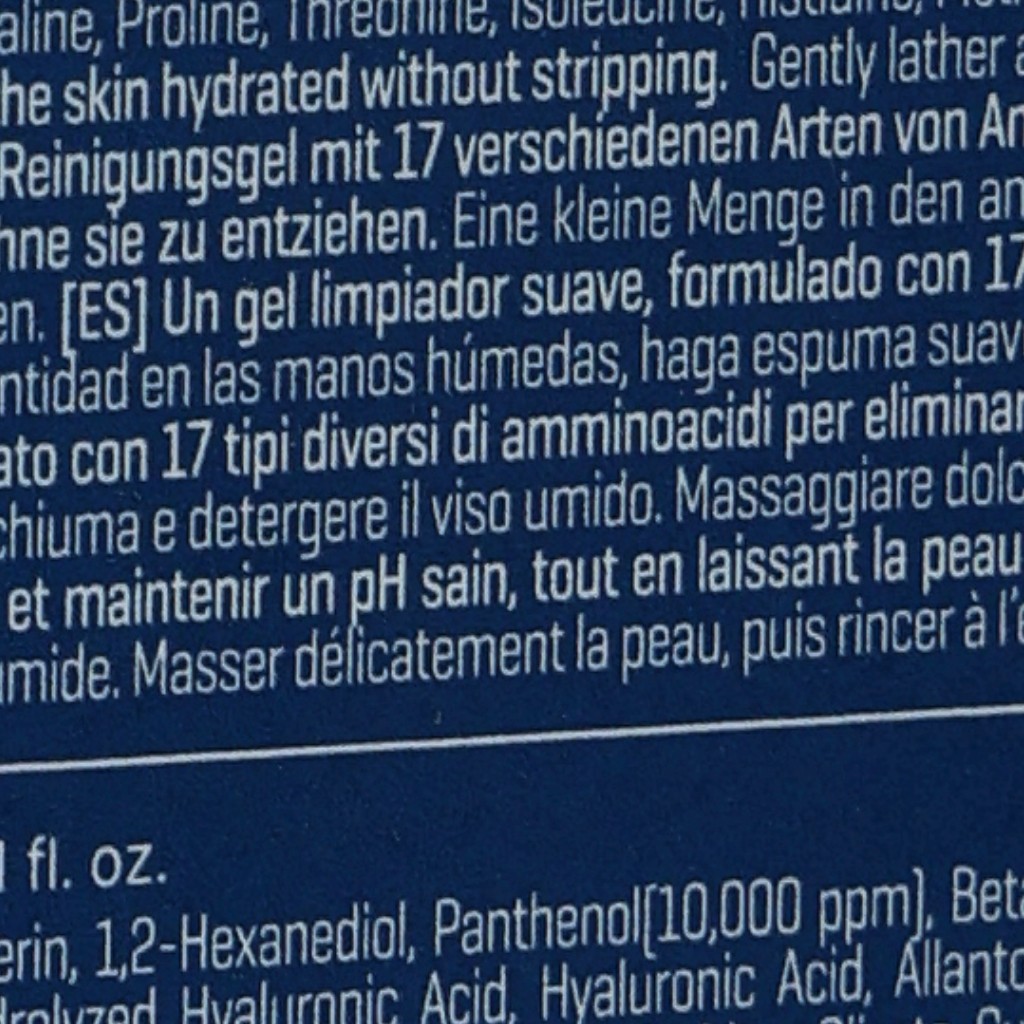 aline, Proline, Threonine, Isoleucine, Histidine,
he skin hydrated without stripping. Gently lather a
Reinigungsgel mit 17 verschiedenen Arten von Am
hne sie zu entziehen. Eine kleine Menge in den an
en. [ES] Un gel limpiador suave, formulado con 17
ntidad en las manos húmedas, haga espuma suav
ato con 17 tipi diversi di amminoacidi per eliminar
chiuma e detergere il viso umido. Massaggiare dolc
et maintenir un pH sain, tout en laissant la peau
umide. Masser délicatement la peau, puis rincer à l'e
fl. oz.
erin, 1,2-Hexanediol, Panthenol(10,000 ppm), Beta
drolyzed Hyaluronic Acid, Hyaluronic Acid, Allanto